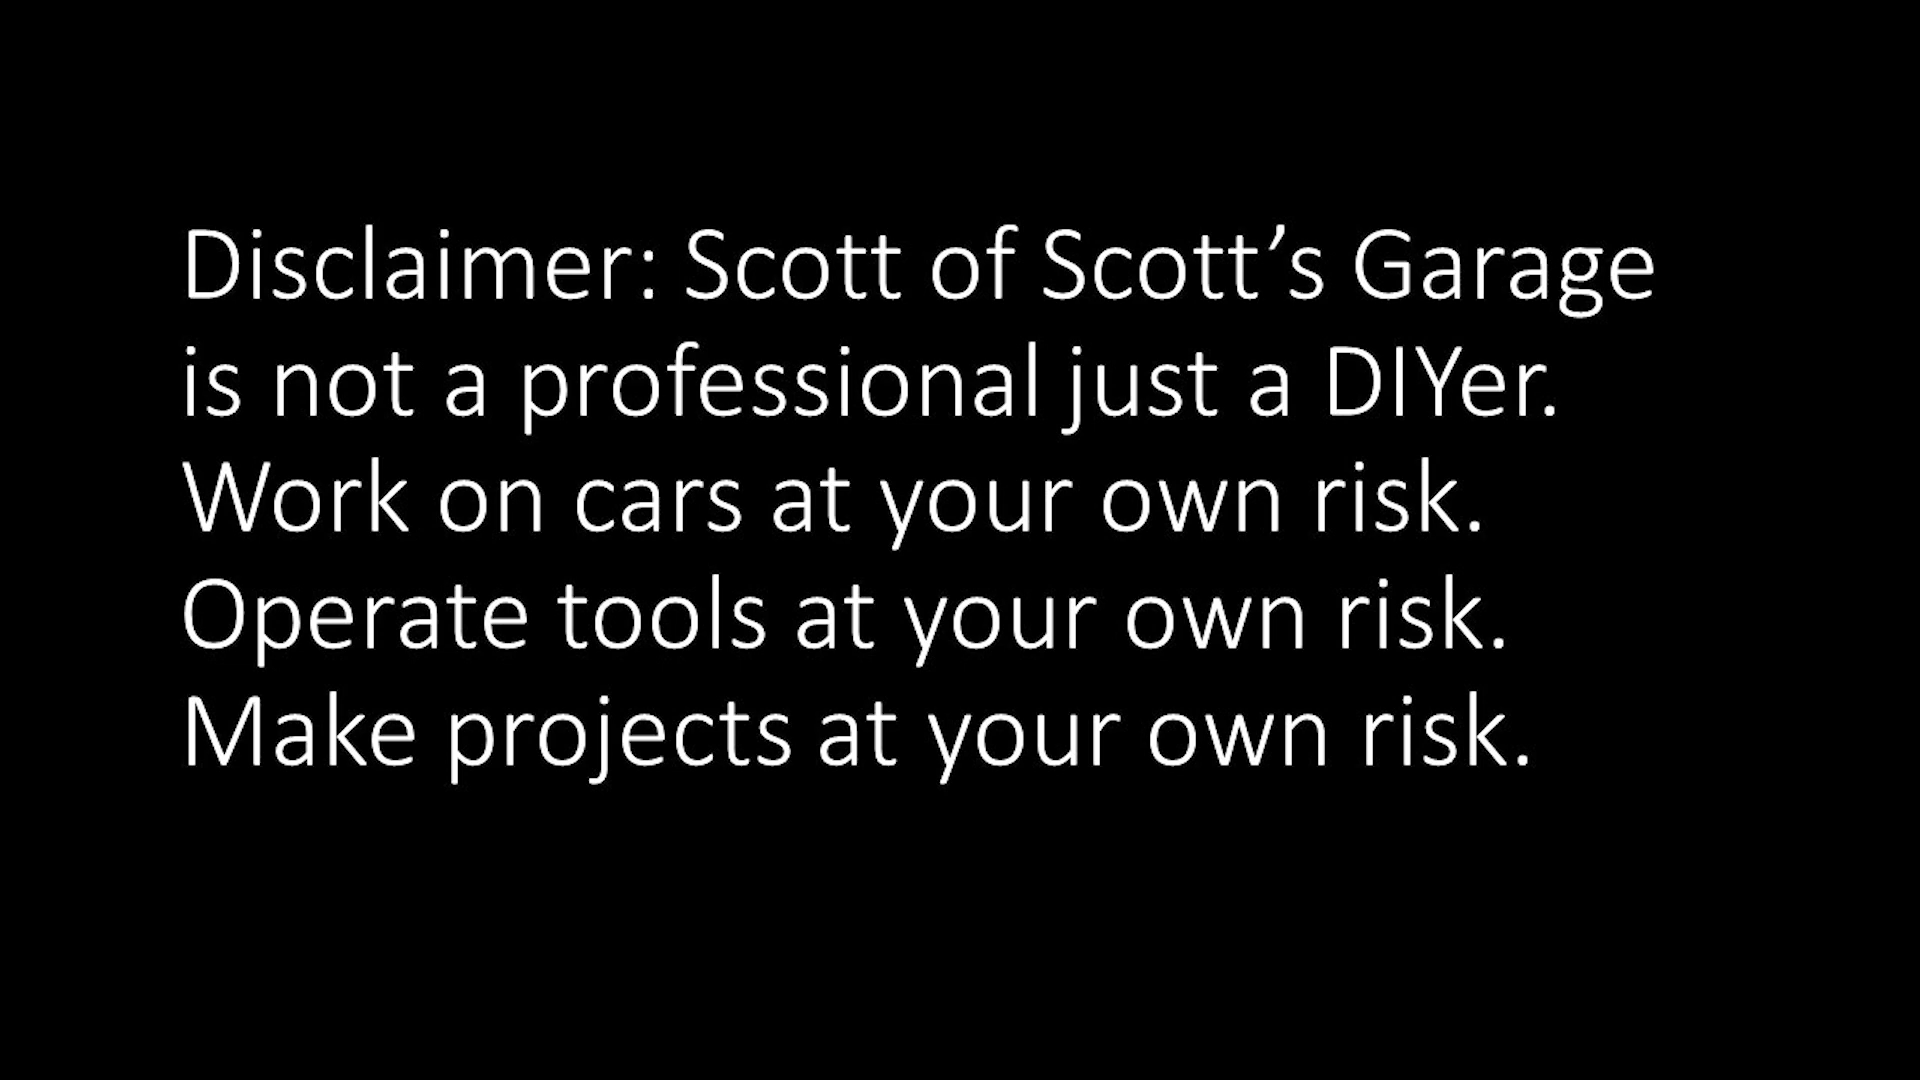 Disclaimer: Scott of Scott’s Garage
is not a professional just a DIYer.
Work on cars at your own risk.
Operate tools at your own risk.
Make projects at your own risk.